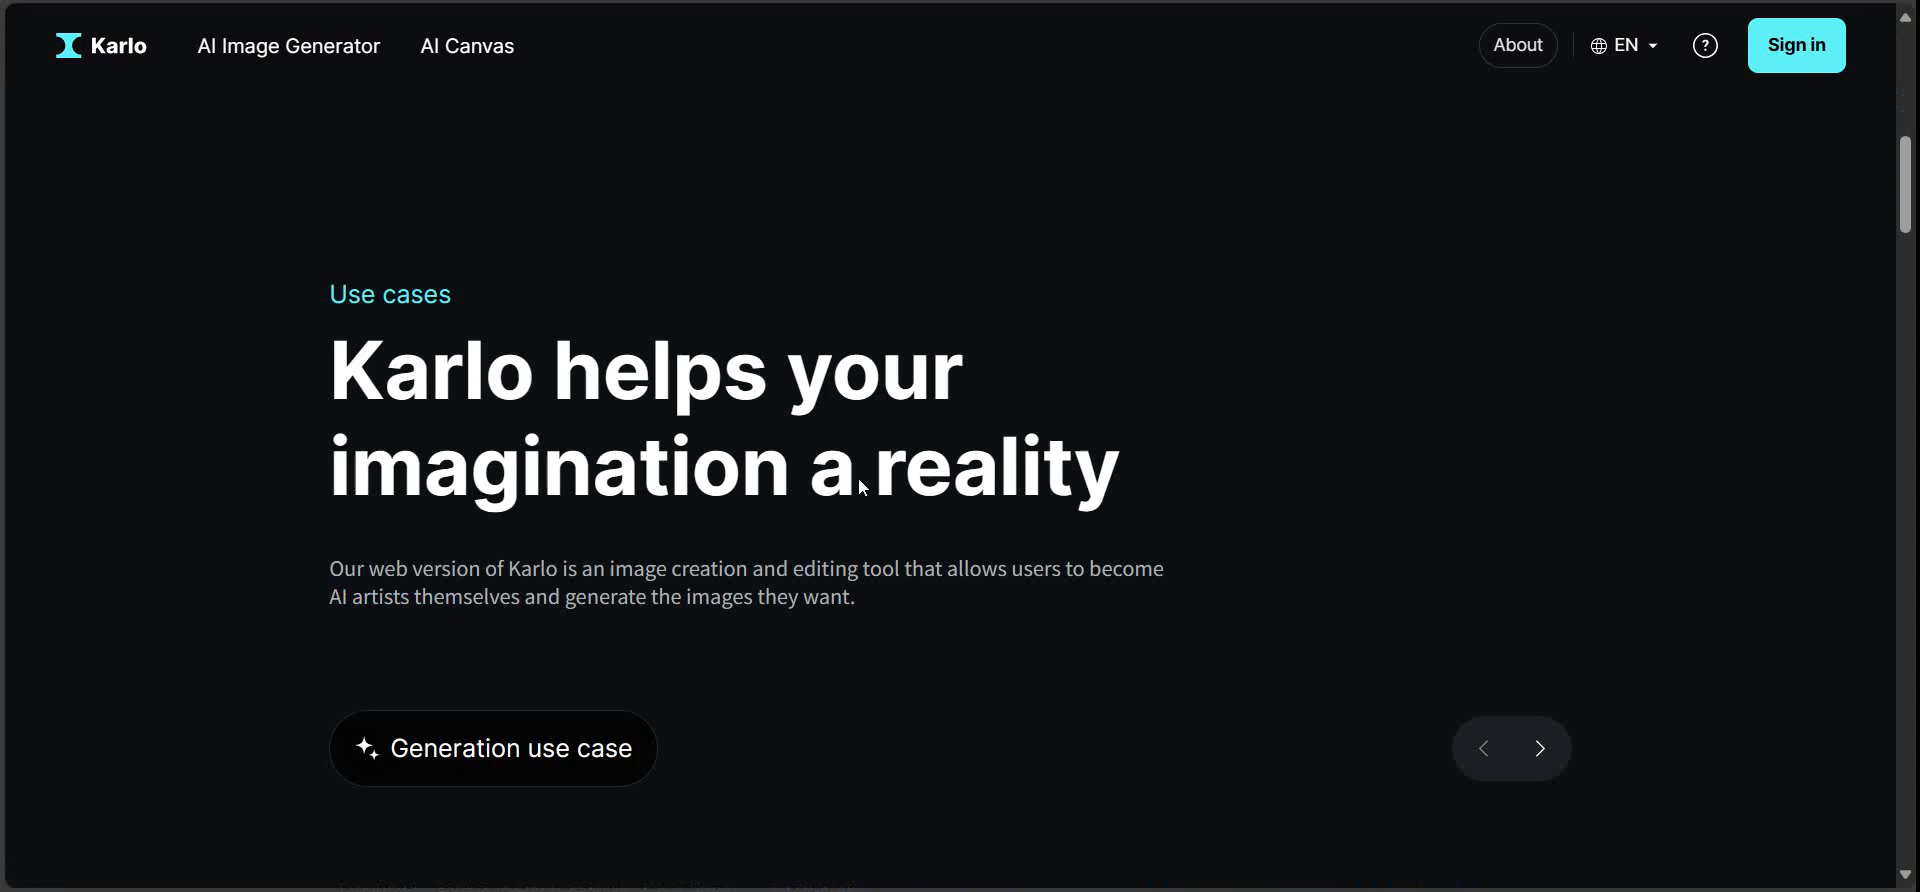 Karlo AI Image Generator AI Canvas About EN ? Sign in
Use cases
Karlo helps your
imagination a reality
Our web version of Karlo is an image creation and editing tool that allows users to become
AI artists themselves and generate the images they want.
Generation use case